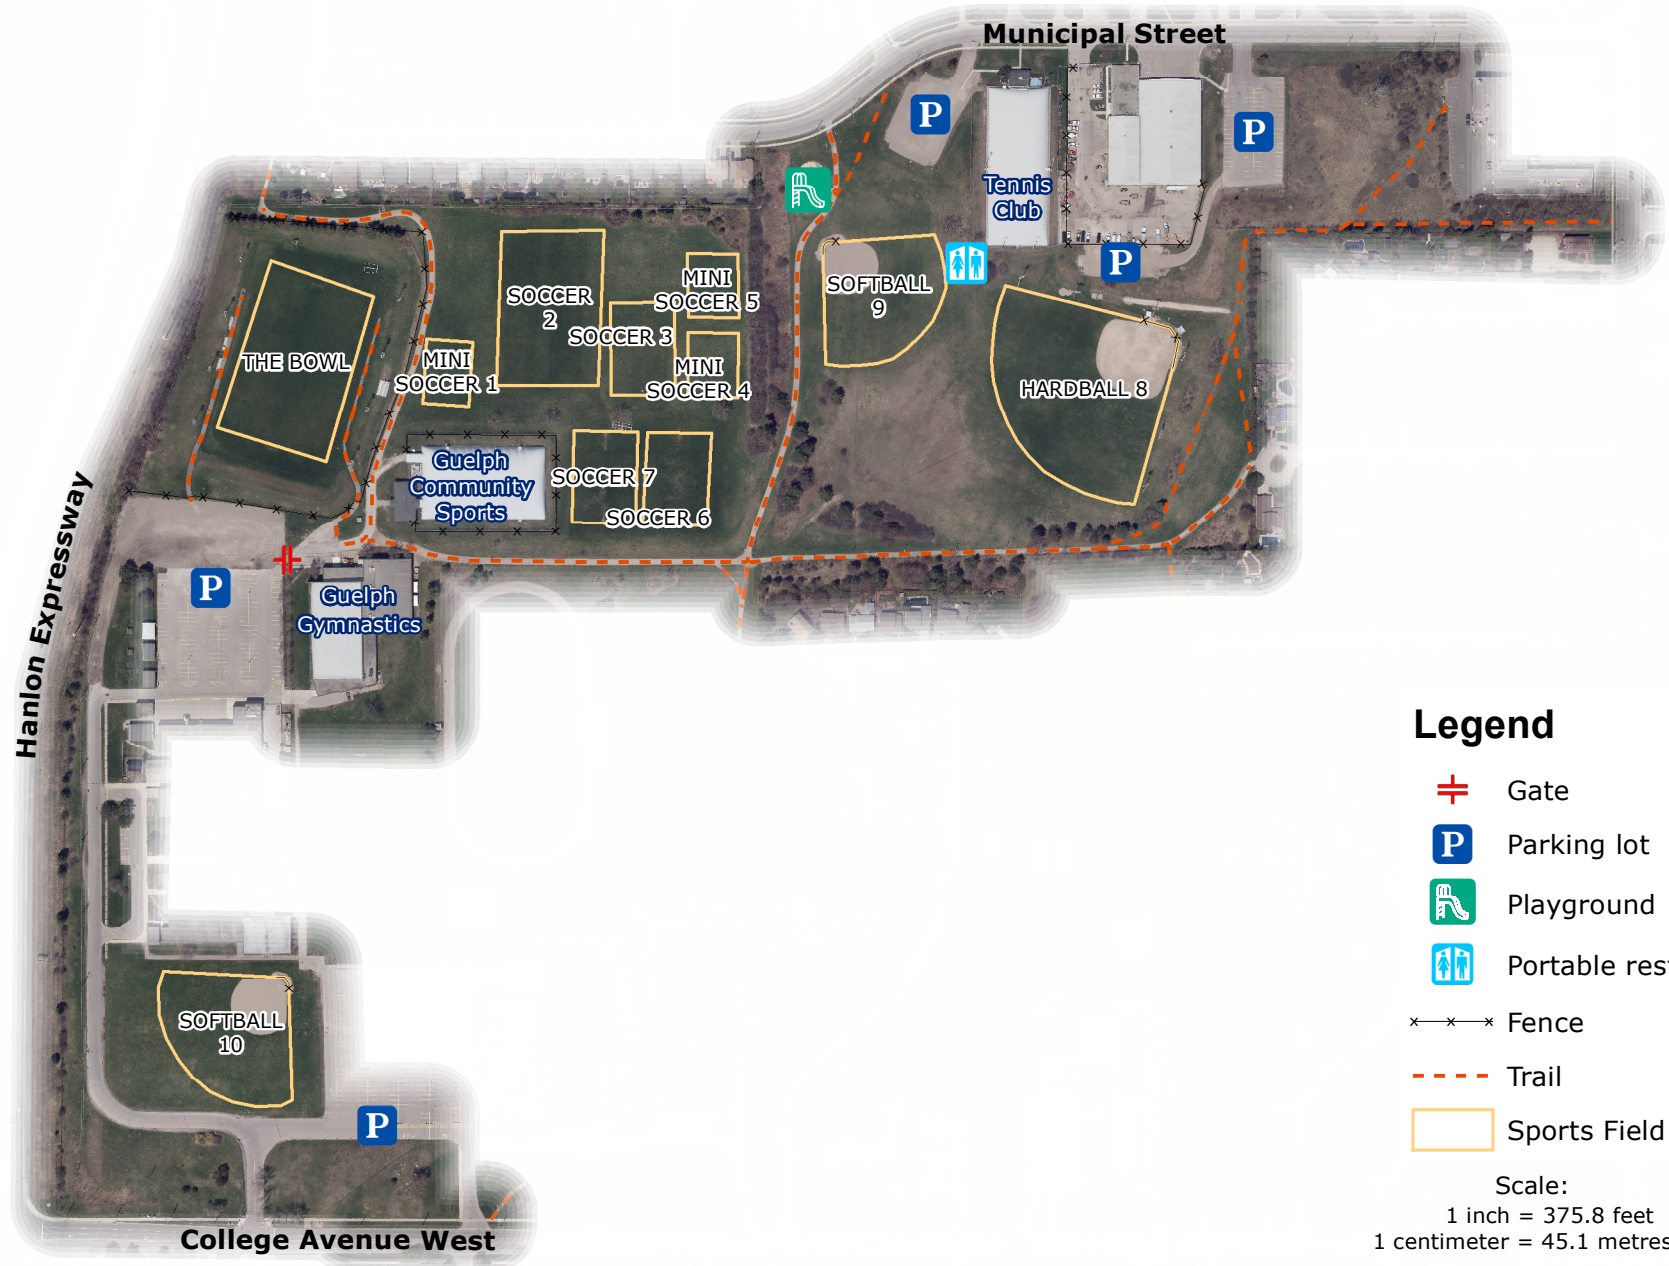 Municipal Street
P
P
Tennis
Club
P
SOFTBALL
9
HARDBALL 8
SOCCER
2
MINI
SOCCER 5
SOCCER 3
MINI
SOCCER 4
THE BOWL
MINI
SOCCER 1
Guelph
Community
Sports
SOCCER 7
SOCCER 6
Hanlon Expressway
P
Guelph
Gymnastics
SOFTBALL
10
P
College Avenue West
Legend
Gate
P Parking lot
Playground
Portable rest
Fence
Trail
Sports Field
Scale:
1 inch = 375.8 feet
1 centimeter = 45.1 metres